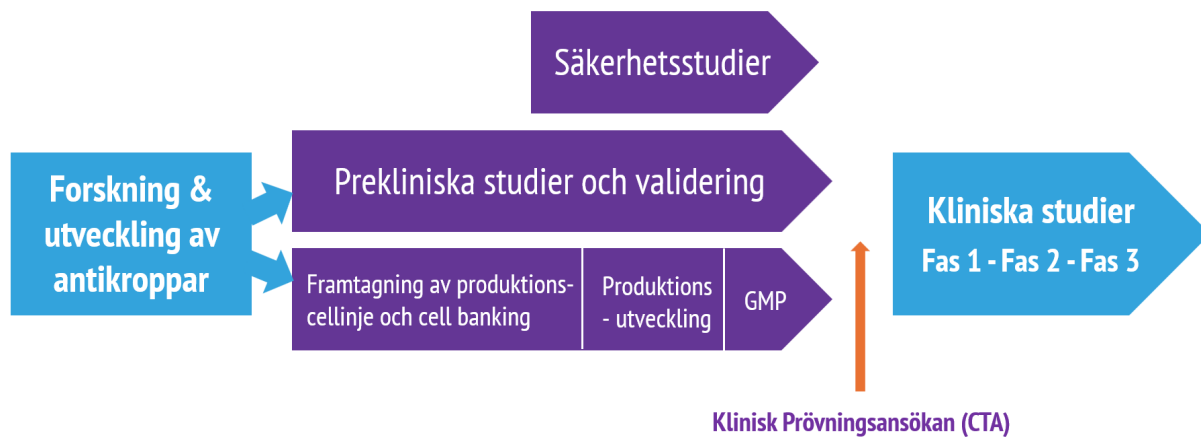 Säkerhetsstudier
Forskning &
utveckling av
antikroppar
Prekliniska studier och validering
Framtagning av produktions-
cellinje och cell banking
Produktions
- utveckling
GMP
Kliniska studier
Fas 1 - Fas 2 - Fas 3
Klinisk Prövningsansökan (CTA)